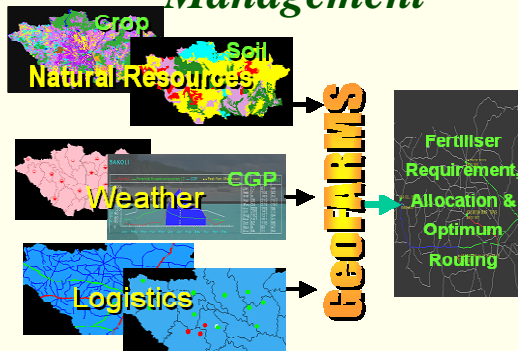 Management
Crop
Soil
Natural Resources
CGP
Weather
Logistics
GeoFARMS
Fertiliser
Requirement,
Allocation &
Optimum
Routing